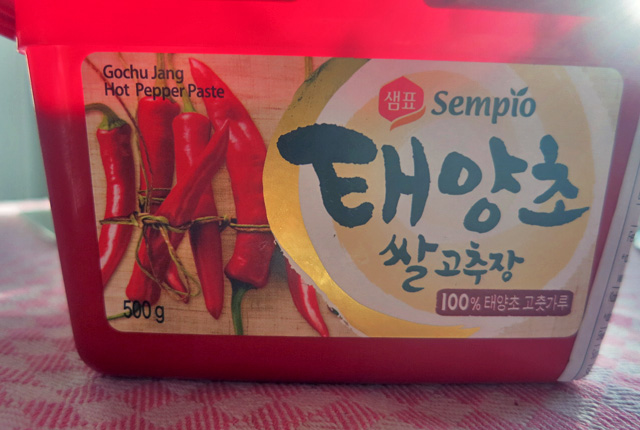 Gochu Jang
Hot Pepper Paste
샘표 Sempio
태양초
쌀고추장
100% 태양초 고춧가루
500 g